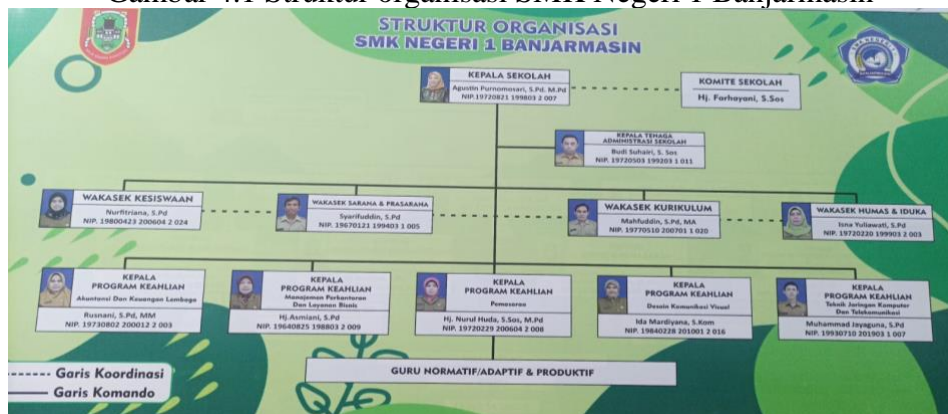 Gambar 4.1 Struktur organisasi SMK Negeri 1 Banjarmasin
STRUKTUR ORGANISASI
SMK NEGERI 1 BANJARMASIN
KEPALA SEKOLAH
Agustin Purnomosari, S.Pd. M.Pd
NIP. 19720821 199803 2 007
KOMITE SEKOLAH
Hj. Farhayani, S.Sos
KEPALA TENAGA
ADMINISTRASI SEKOLAH
Rudi Suhairi, S. Sos
NIP. 19720503 199203 1 011
WAKASEK KESISWAAN
Nurfitriana, S.Pd
NIP. 19800423 200604 2 024
WAKASEK SARANA & PRASARANA
Syarifuddin, S.Pd
NIP. 19670121 199403 1 005
WAKASEK KURIKULUM
Mahfuddin, S.Pd, MA
NIP. 19770510 200701 1 020
WAKASEK HUMAS & IDUKA
Isna Yuliawati, S.Pd
NIP. 19720220 199903 2 003
KEPALA
PROGRAM KEAHLIAN
Akuntansi Dan Keuangan Lembaga
Rusnani, S.Pd, MM
NIP. 19730802 200012 2 003
KEPALA
PROGRAM KEAHLIAN
Manajemen Perkantoran
Dan Layanan Bisnis
Hj.Asmiani, S.Pd
NIP. 19640825 198803 2 009
KEPALA
PROGRAM KEAHLIAN
Pemasaran
Hj. Nurul Huda, S.Sos, M.Pd
NIP. 19720229 200604 2 008
KEPALA
PROGRAM KEAHLIAN
Desain Komunikasi Visual
Ida Mardiyana, S.Kom
NIP. 19840228 201001 2 016
KEPALA
PROGRAM KEAHLIAN
Teknik Jaringan Komputer
Dan Telekomunikasi
Muhammad Jayaguna, S.Pd
NIP. 19930710 201903 1 007
GURU NORMATIF/ADAPTIF & PRODUKTIF
Garis Koordinasi
Garis Komando